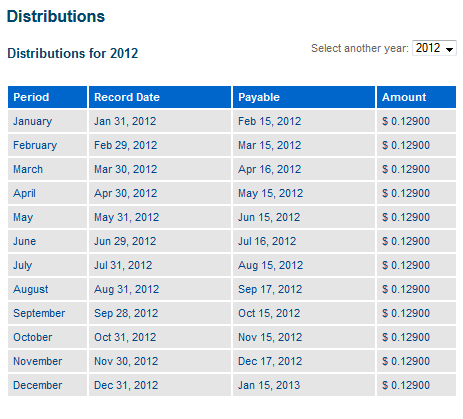 Distributions
Distributions for 2012 Select another year: 2012
Period Record Date Payable Amount
January Jan 31, 2012 Feb 15, 2012 $ 0.12900
February Feb 29, 2012 Mar 15, 2012 $ 0.12900
March Mar 30, 2012 Apr 16, 2012 $ 0.12900
April Apr 30, 2012 May 15, 2012 $ 0.12900
May May 31, 2012 Jun 15, 2012 $ 0.12900
June Jun 29, 2012 Jul 16, 2012 $ 0.12900
July Jul 31, 2012 Aug 15, 2012 $ 0.12900
August Aug 31, 2012 Sep 17, 2012 $ 0.12900
September Sep 28, 2012 Oct 15, 2012 $ 0.12900
October Oct 31, 2012 Nov 15, 2012 $ 0.12900
November Nov 30, 2012 Dec 17, 2012 $ 0.12900
December Dec 31, 2012 Jan 15, 2013 $ 0.12900